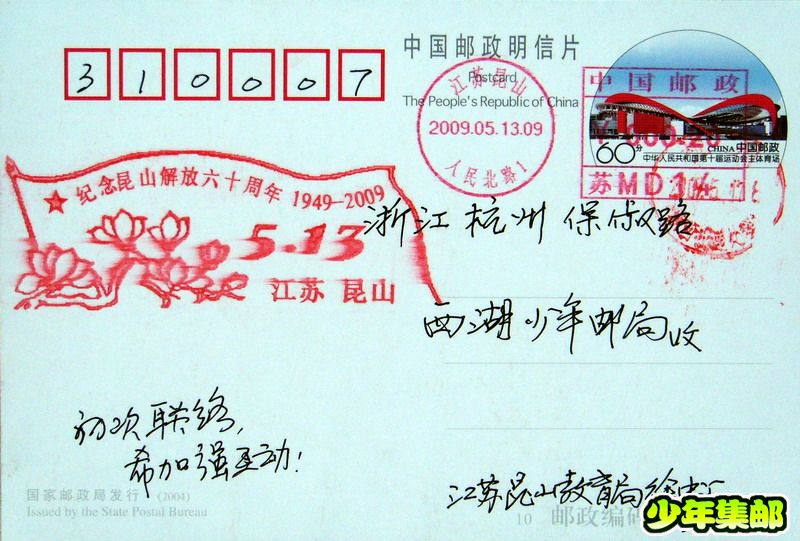 310007
中国邮政明信片
Postcard
The People's Republic of China
江苏昆山
2009.05.13.09
人民北路1
中国邮政
苏MD
60分
CHINA 中国邮政
中华人民共和国第十届运动会主体育场
纪念昆山解放六十周年 1949-2009
5.13
江苏 昆山
浙江杭州保俶路
西湖少年邮局收
初次联络,
希加强互动!
江苏昆山教育局徐
国家邮政局发行 (2004)
Issued by the State Postal Bureau
10 邮政编码
少年集邮